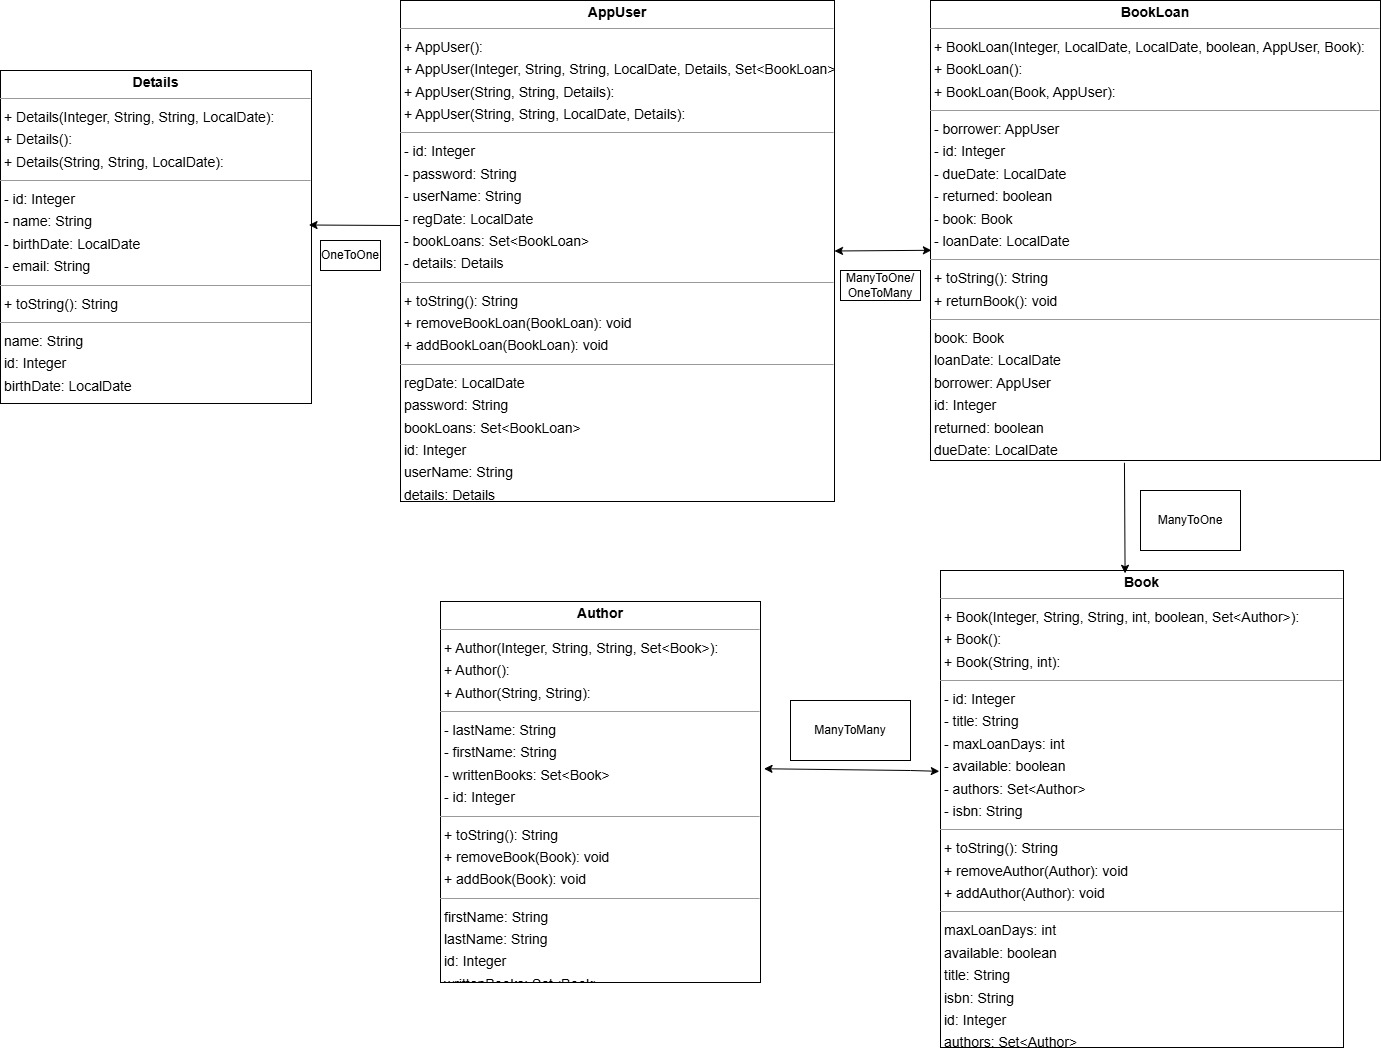 AppUser
+ AppUser():
+ AppUser(Integer, String, String, LocalDate, Details, Set<BookLoan>
+ AppUser(String, String, Details):
+ AppUser(String, String, LocalDate, Details):
- id: Integer
- password: String
- userName: String
- regDate: LocalDate
- bookLoans: Set<BookLoan>
- details: Details
+ toString(): String
+ removeBookLoan(BookLoan): void
+ addBookLoan(BookLoan): void
regDate: LocalDate
password: String
bookLoans: Set<BookLoan>
id: Integer
userName: String
details: Details
BookLoan
+ BookLoan(Integer, LocalDate, LocalDate, boolean, AppUser, Book):
+ BookLoan():
+ BookLoan(Book, AppUser):
- borrower: AppUser
- id: Integer
- dueDate: LocalDate
- returned: boolean
- book: Book
- loanDate: LocalDate
+ toString(): String
+ returnBook(): void
book: Book
loanDate: LocalDate
borrower: AppUser
id: Integer
returned: boolean
dueDate: LocalDate
Details
+ Details(Integer, String, String, LocalDate):
+ Details():
+ Details(String, String, LocalDate):
- id: Integer
- name: String
- birthDate: LocalDate
- email: String
+ toString(): String
name: String
id: Integer
birthDate: LocalDate
OneToOne
ManyToOne/
OneToMany
ManyToOne
Author
+ Author(Integer, String, String, Set<Book>):
+ Author():
+ Author(String, String):
- lastName: String
- firstName: String
- writtenBooks: Set<Book>
- id: Integer
+ toString(): String
+ removeBook(Book): void
+ addBook(Book): void
firstName: String
lastName: String
id: Integer
writtenBooks: Set<Book>
ManyToMany
Book
+ Book(Integer, String, String, int, boolean, Set<Author>):
+ Book():
+ Book(String, int):
- id: Integer
- title: String
- maxLoanDays: int
- available: boolean
- authors: Set<Author>
- isbn: String
+ toString(): String
+ removeAuthor(Author): void
+ addAuthor(Author): void
maxLoanDays: int
available: boolean
title: String
isbn: String
id: Integer
authors: Set<Author>